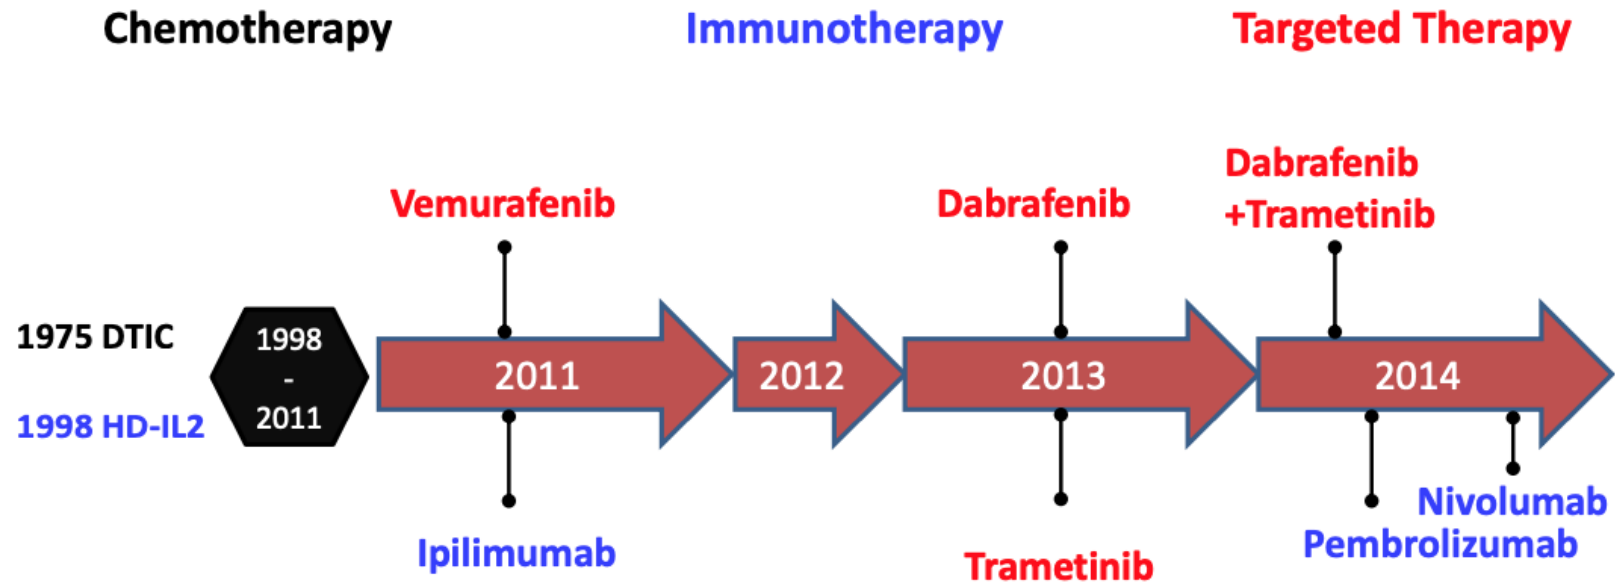 Chemotherapy
Immunotherapy
Targeted Therapy
Vemurafenib
Dabrafenib
Dabrafenib
+Trametinib
1975 DTIC
1998 HD-IL2
1998
-
2011
2011
2012
2013
2014
Ipilimumab
Trametinib
Nivolumab
Pembrolizumab